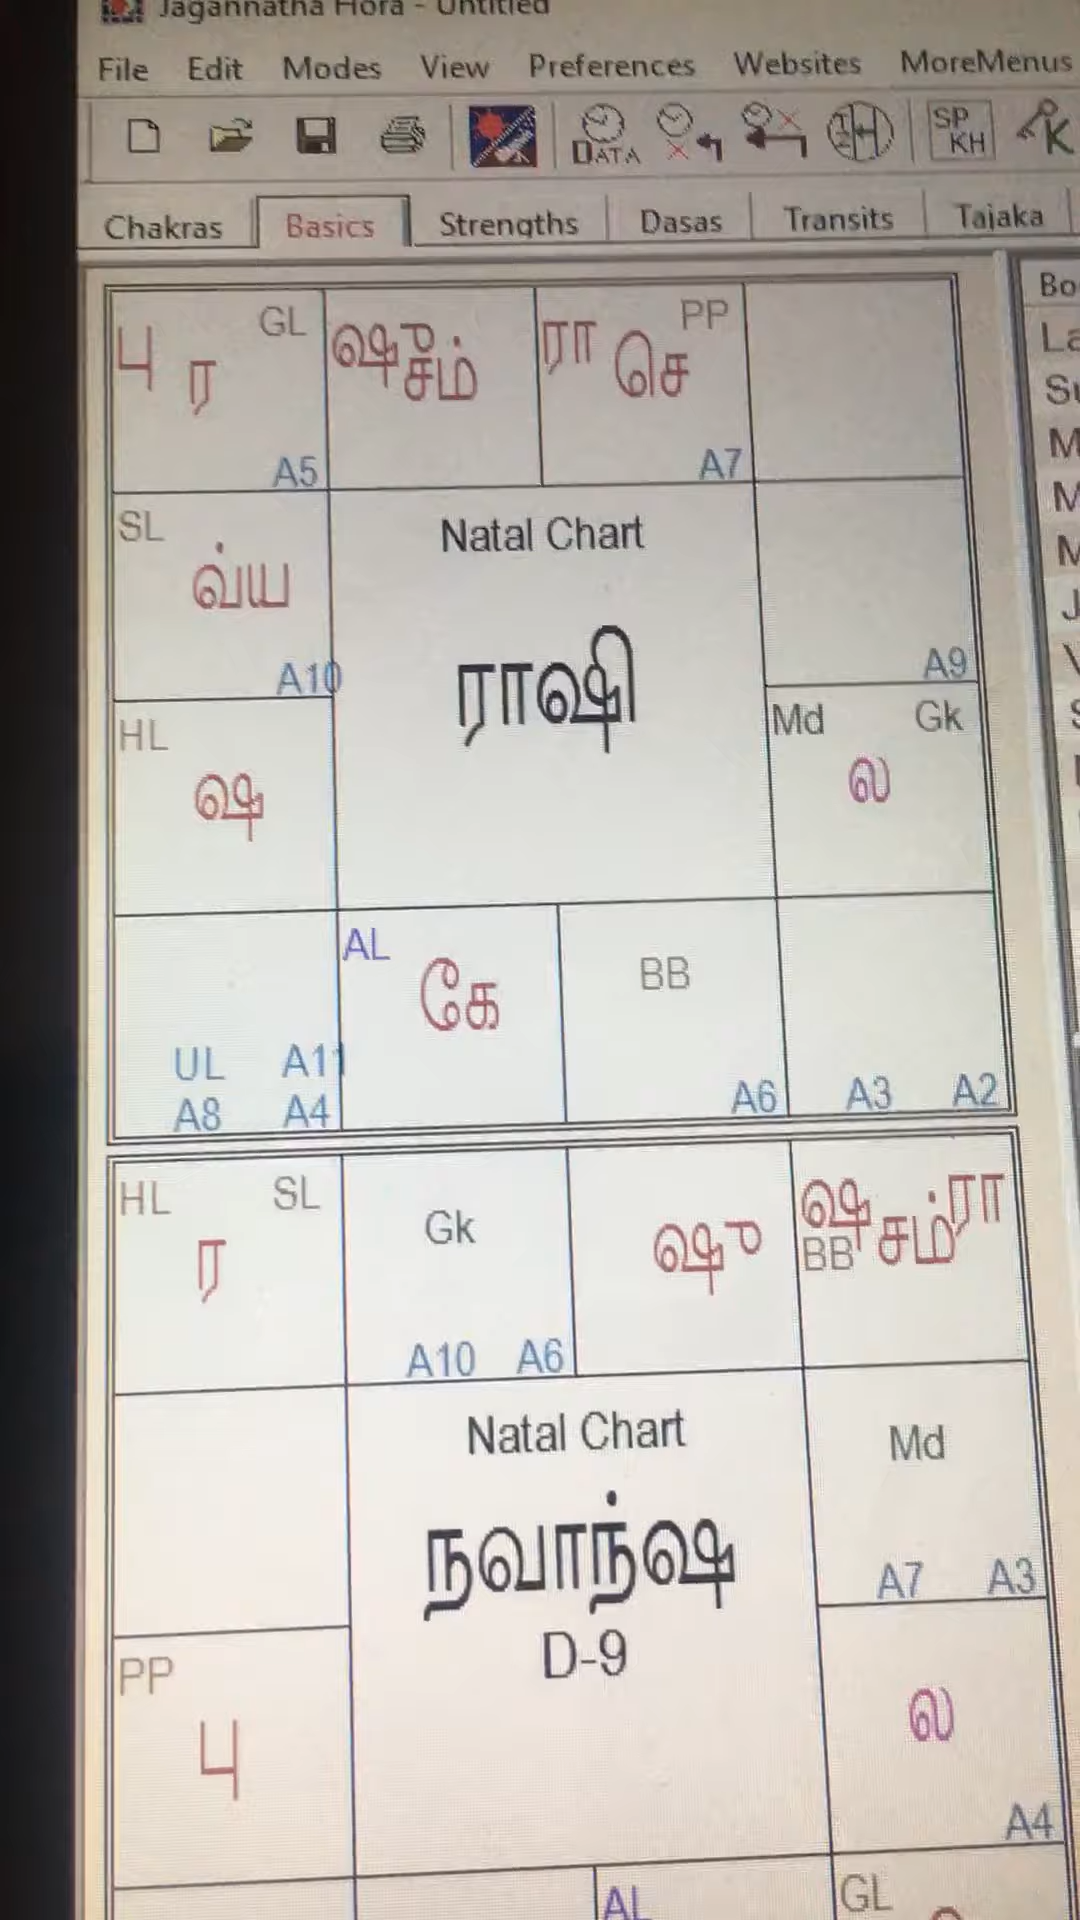 Jagannatha Hora - Untitled
File Edit Modes View Preferences Websites MoreMenus
DATA SP KH K
Chakras Basics Strengths Dasas Transits Tajaka
பு ர GL
A5
ஷு சம்
ரா செ PP
A7
SL
வ்ய
A10
Natal Chart
ராஷி
A9
HL
ஷ
Md Gk
ல
UL A11
A8 A4
AL
கே
BB
A6
A3 A2
HL SL
ர
Gk
A10 A6
ஷு
ஷ சம் ரா
BB
Natal Chart
நவாந்ஷ
D-9
Md
A7 A3
PP
பு
ல
A4
AL
GL